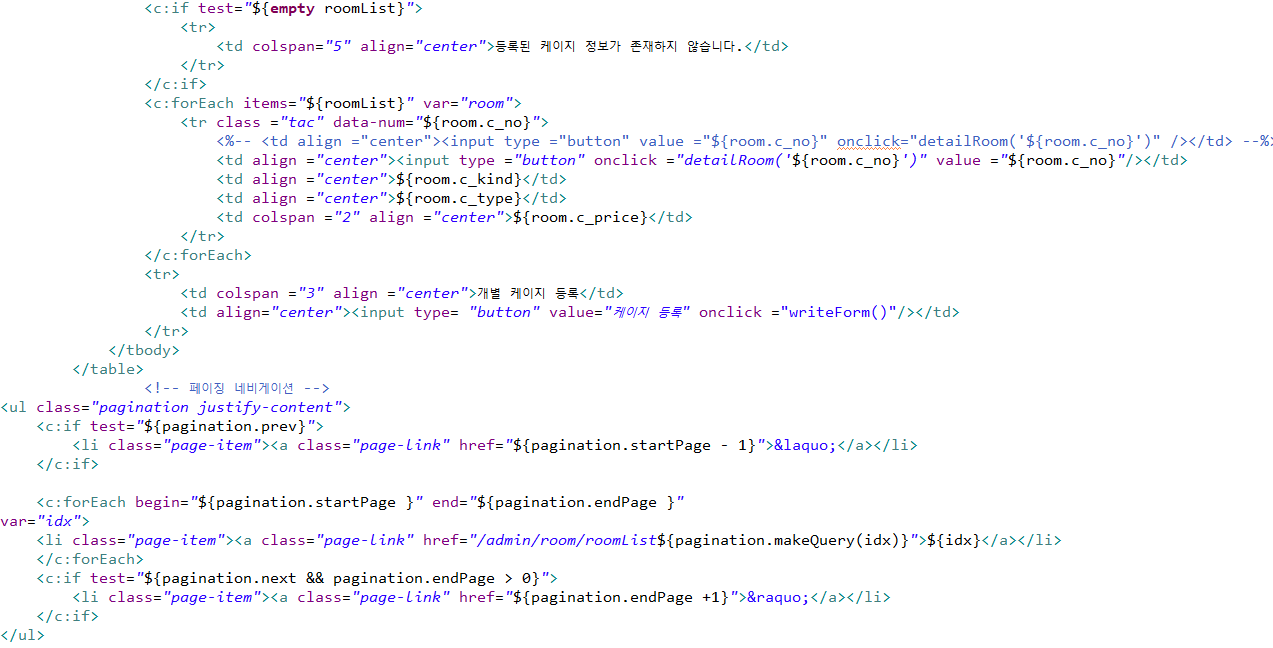 <c:if test="${empty roomList}">
<tr>
<td colspan="5" align="center">등록된 케이지 정보가 존재하지 않습니다.</td>
</tr>
</c:if>
<c:forEach items="${roomList}" var="room">
<tr class ="tac" data-num="${room.c_no}">
<%-- <td align ="center"><input type ="button" value ="${room.c_no}" onclick="detailRoom('${room.c_no}')" /></td> --%>
<td align ="center"><input type ="button" onclick ="detailRoom('${room.c_no}')" value ="${room.c_no}"/></td>
<td align ="center">${room.c_kind}</td>
<td align ="center">${room.c_type}</td>
<td colspan ="2" align ="center">${room.c_price}</td>
</tr>
</c:forEach>
<tr>
<td colspan ="3" align ="center">개별 케이지 등록</td>
<td align="center"><input type= "button" value="케이지 등록" onclick ="writeForm()"/></td>
</tr>
</tbody>
</table>
<!-- 페이징 네비게이션 -->
<ul class="pagination justify-content">
<c:if test="${pagination.prev}">
<li class="page-item"><a class="page-link" href="${pagination.startPage - 1}">&laquo;</a></li>
</c:if>
<c:forEach begin="${pagination.startPage }" end="${pagination.endPage }"
var="idx">
<li class="page-item"><a class="page-link" href="/admin/room/roomList${pagination.makeQuery(idx)}">${idx}</a></li>
</c:forEach>
<c:if test="${pagination.next && pagination.endPage > 0}">
<li class="page-item"><a class="page-link" href="${pagination.endPage +1}">&raquo;</a></li>
</c:if>
</ul>